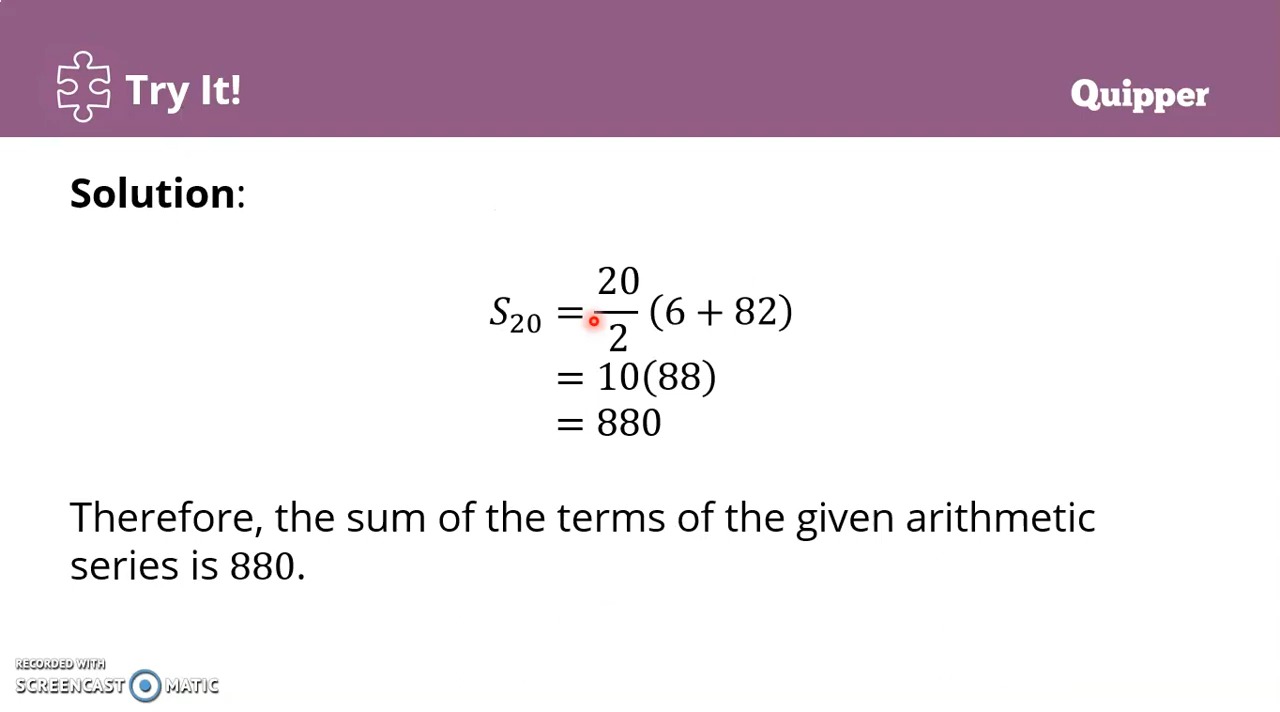 Try It!
Quipper
Solution:
S₂₀ = 20/2 (6 + 82)
= 10(88)
= 880
Therefore, the sum of the terms of the given arithmetic
series is 880.
RECORDED WITH
SCREENCAST MATIC